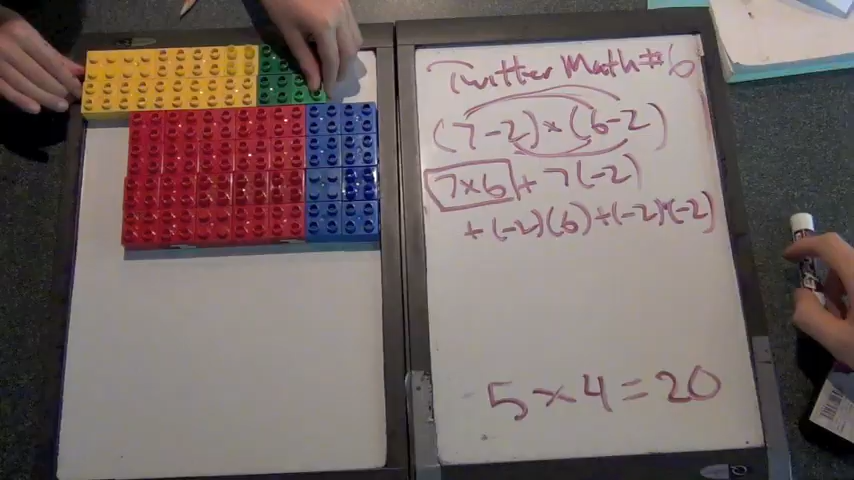 Twitter Math #6
(7-2)×(6-2)
7×6 + 7(-2)
+ (-2)(6) + (-2)•(-2)
5×4=20